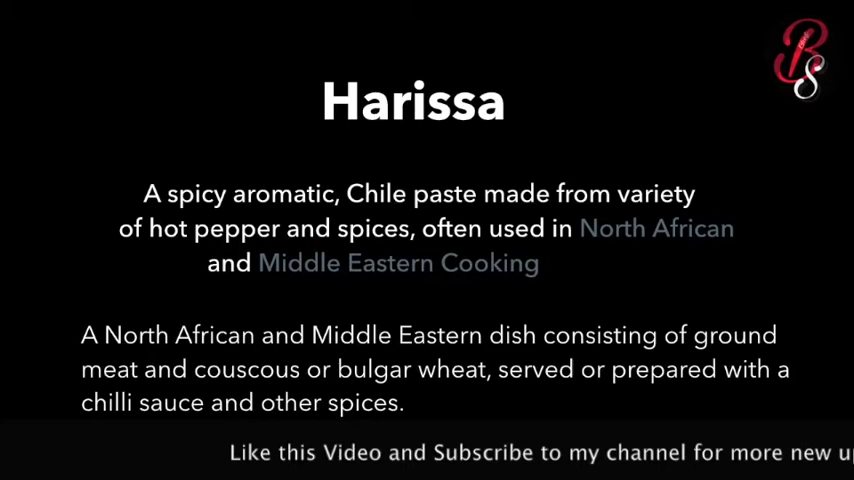 Harissa
A spicy aromatic, Chile paste made from variety
of hot pepper and spices, often used in North African
and Middle Eastern Cooking
A North African and Middle Eastern dish consisting of ground
meat and couscous or bulgar wheat, served or prepared with a
chilli sauce and other spices.
Like this Video and Subscribe to my channel for more new